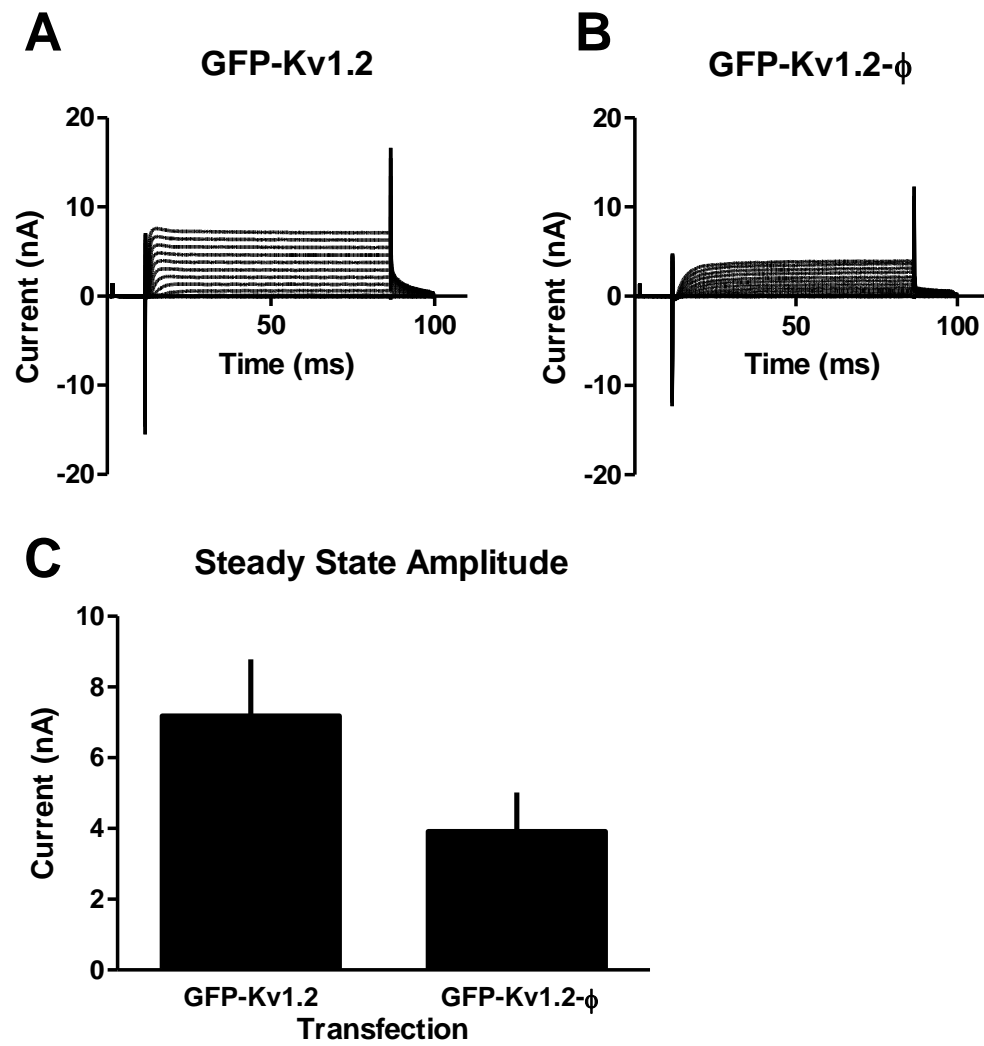 A
GFP-Kv1.2
20
10
0
-10
-20
50
100
Current (nA)
Time (ms)
B
GFP-Kv1.2-ϕ
20
10
0
-10
-20
50
100
Current (nA)
Time (ms)
C
Steady State Amplitude
10
8
6
4
2
0
Current (nA)
GFP-Kv1.2
GFP-Kv1.2-ϕ
Transfection